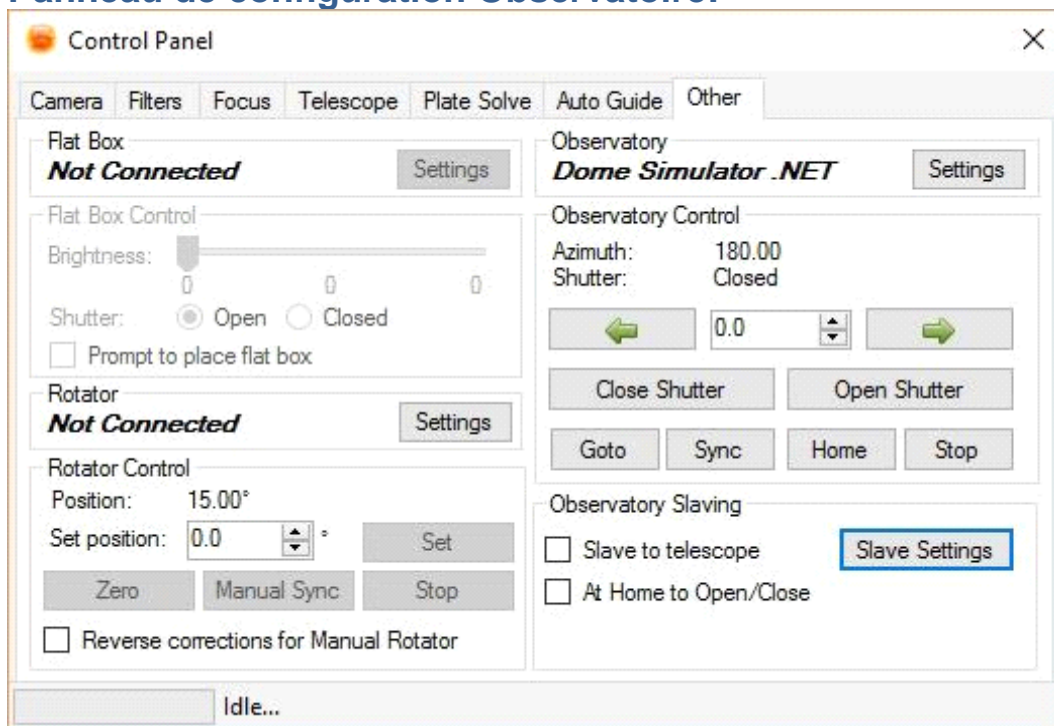 Panneau de configuration Observatoire:
Control Panel
Camera Filters Focus Telescope Plate Solve Auto Guide Other
Flat Box
Not Connected Settings
Flat Box Control
Brightness:
0 0 0
Shutter: Open Closed
Prompt to place flat box
Rotator
Not Connected Settings
Rotator Control
Position: 15.00°
Set position: 0.0 ° Set
Zero Manual Sync Stop
Reverse corrections for Manual Rotator
Observatory
Dome Simulator .NET Settings
Observatory Control
Azimuth: 180.00
Shutter: Closed
0.0
Close Shutter Open Shutter
Goto Sync Home Stop
Observatory Slaving
Slave to telescope Slave Settings
At Home to Open/Close
Idle...